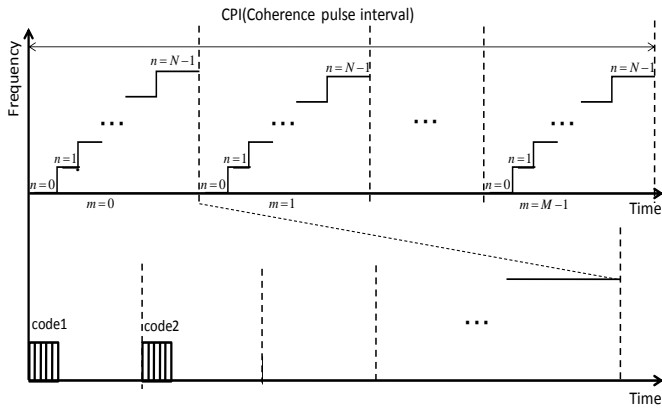 CPI(Coherence pulse interval)
Frequency
n=N−1
n=N−1
n=N−1
...
...
...
...
n=1
n=1
n=1
n=0
n=0
n=0
m=0
m=1
m=M−1
Time
code1
code2
...
Time